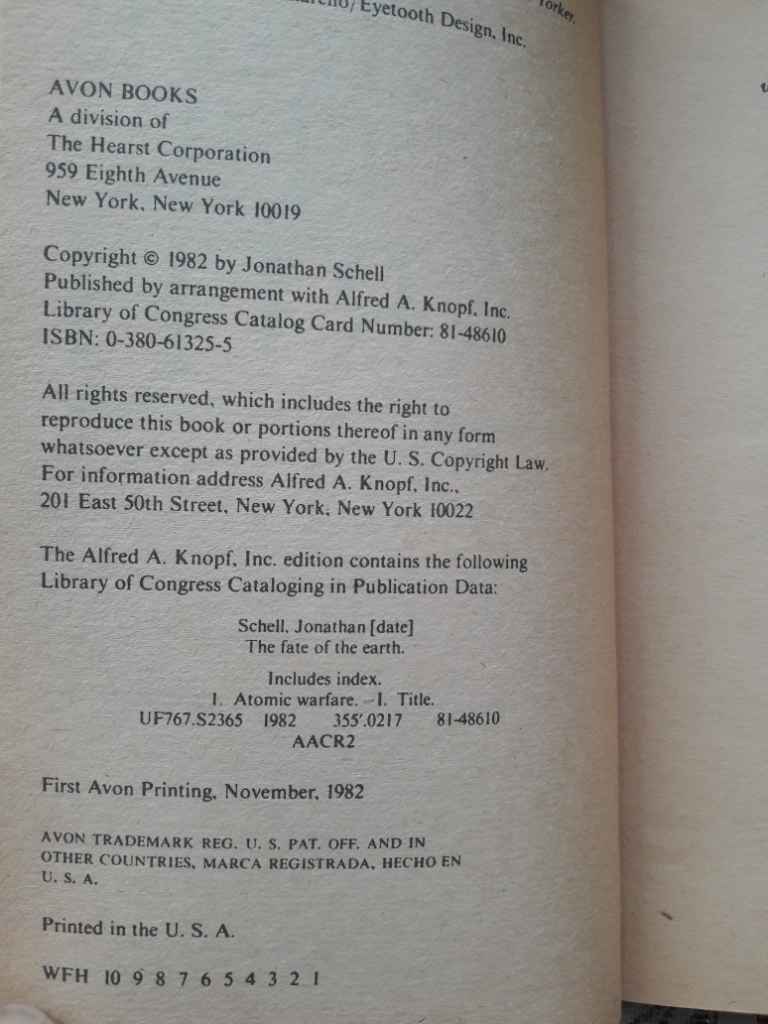 Yorker.
/Eyetooth Design, Inc.
AVON BOOKS
A division of
The Hearst Corporation
959 Eighth Avenue
New York, New York 10019
Copyright © 1982 by Jonathan Schell
Published by arrangement with Alfred A. Knopf, Inc.
Library of Congress Catalog Card Number: 81-48610
ISBN: 0-380-61325-5
All rights reserved, which includes the right to
reproduce this book or portions thereof in any form
whatsoever except as provided by the U. S. Copyright Law.
For information address Alfred A. Knopf, Inc.,
201 East 50th Street, New York, New York 10022
The Alfred A. Knopf, Inc. edition contains the following
Library of Congress Cataloging in Publication Data:
Schell, Jonathan [date]
The fate of the earth.
Includes index.
1. Atomic warfare. – I. Title.
UF767.S2365 1982 355'.0217 81-48610
AACR2
First Avon Printing, November, 1982
AVON TRADEMARK REG. U. S. PAT. OFF. AND IN
OTHER COUNTRIES, MARCA REGISTRADA, HECHO EN
U. S. A.
Printed in the U. S. A.
WFH 10 9 8 7 6 5 4 3 2 1